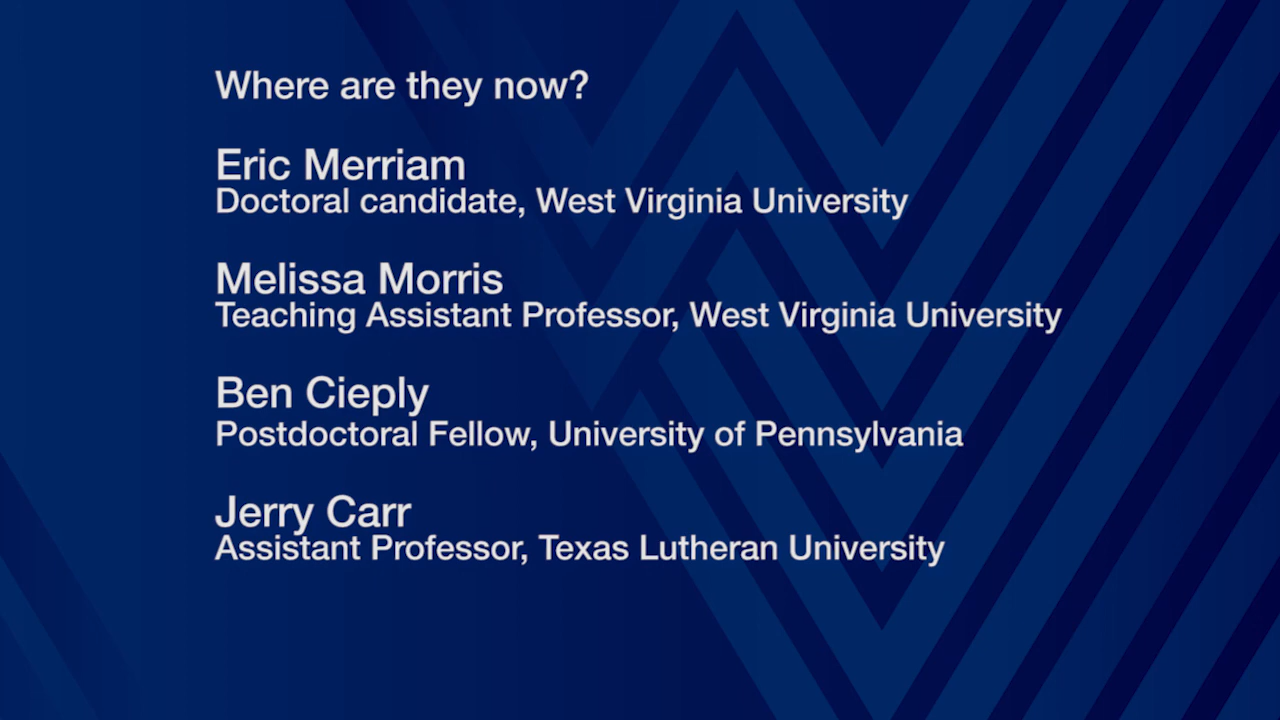 Where are they now?
Eric Merriam
Doctoral candidate, West Virginia University
Melissa Morris
Teaching Assistant Professor, West Virginia University
Ben Cieply
Postdoctoral Fellow, University of Pennsylvania
Jerry Carr
Assistant Professor, Texas Lutheran University